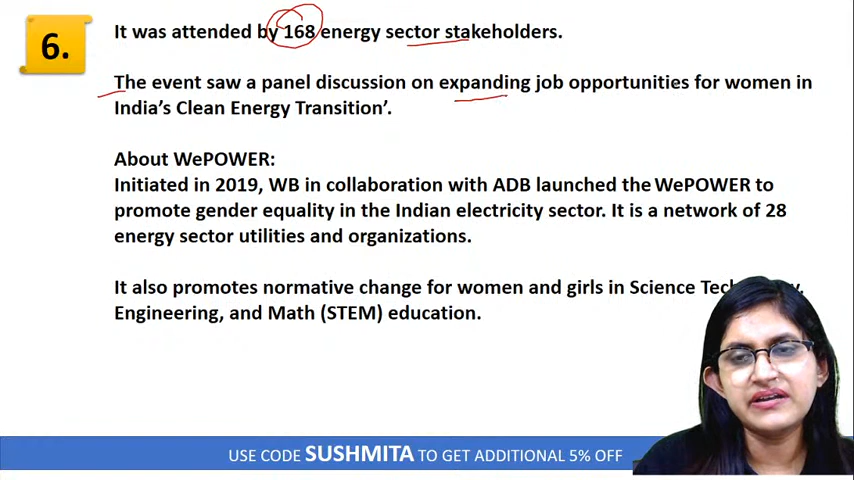 6.
It was attended by 168 energy sector stakeholders.
The event saw a panel discussion on expanding job opportunities for women in
India's Clean Energy Transition'.
About WePOWER:
Initiated in 2019, WB in collaboration with ADB launched the WePOWER to
promote gender equality in the Indian electricity sector. It is a network of 28
energy sector utilities and organizations.
It also promotes normative change for women and girls in Science
Engineering, and Math (STEM) education.
USE CODE SUSHMITA TO GET ADDITIONAL 5% OFF